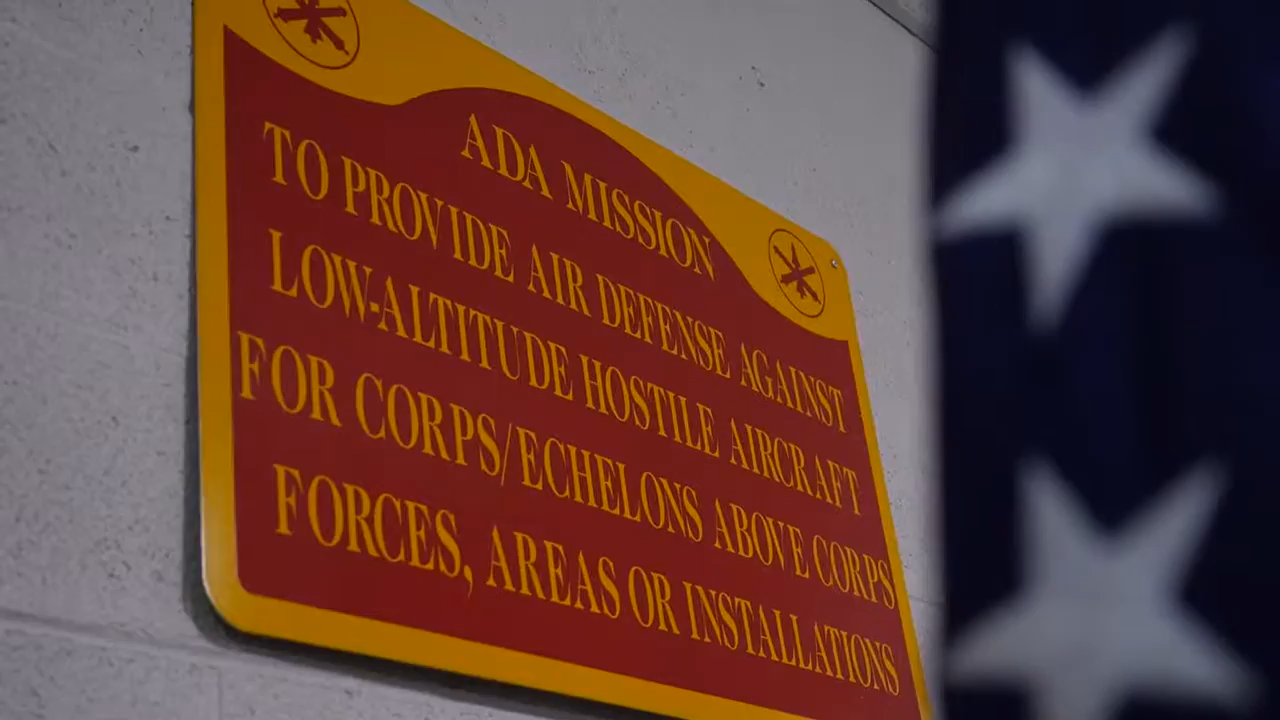 ADA MISSION
TO PROVIDE AIR DEFENSE AGAINST
LOW-ALTITUDE HOSTILE AIRCRAFT
FOR CORPS/ECHELONS ABOVE CORPS
FORCES, AREAS OR INSTALLATIONS